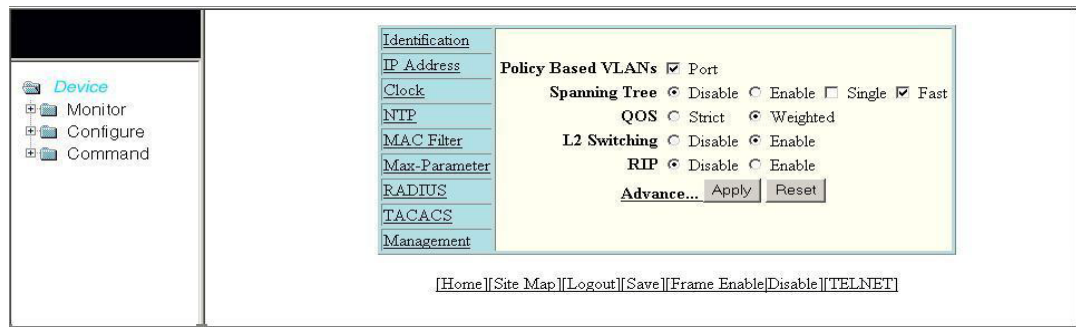 Device
Monitor
Configure
Command
Identification
IP Address
Clock
NTP
MAC Filter
Max-Parameter
RADIUS
TACACS
Management
Policy Based VLANs Port
Spanning Tree Disable Enable Single Fast
QOS Strict Weighted
L2 Switching Disable Enable
RIP Disable Enable
Advance... Apply Reset
[Home][Site Map][Logout][Save][Frame Enable|Disable][TELNET]